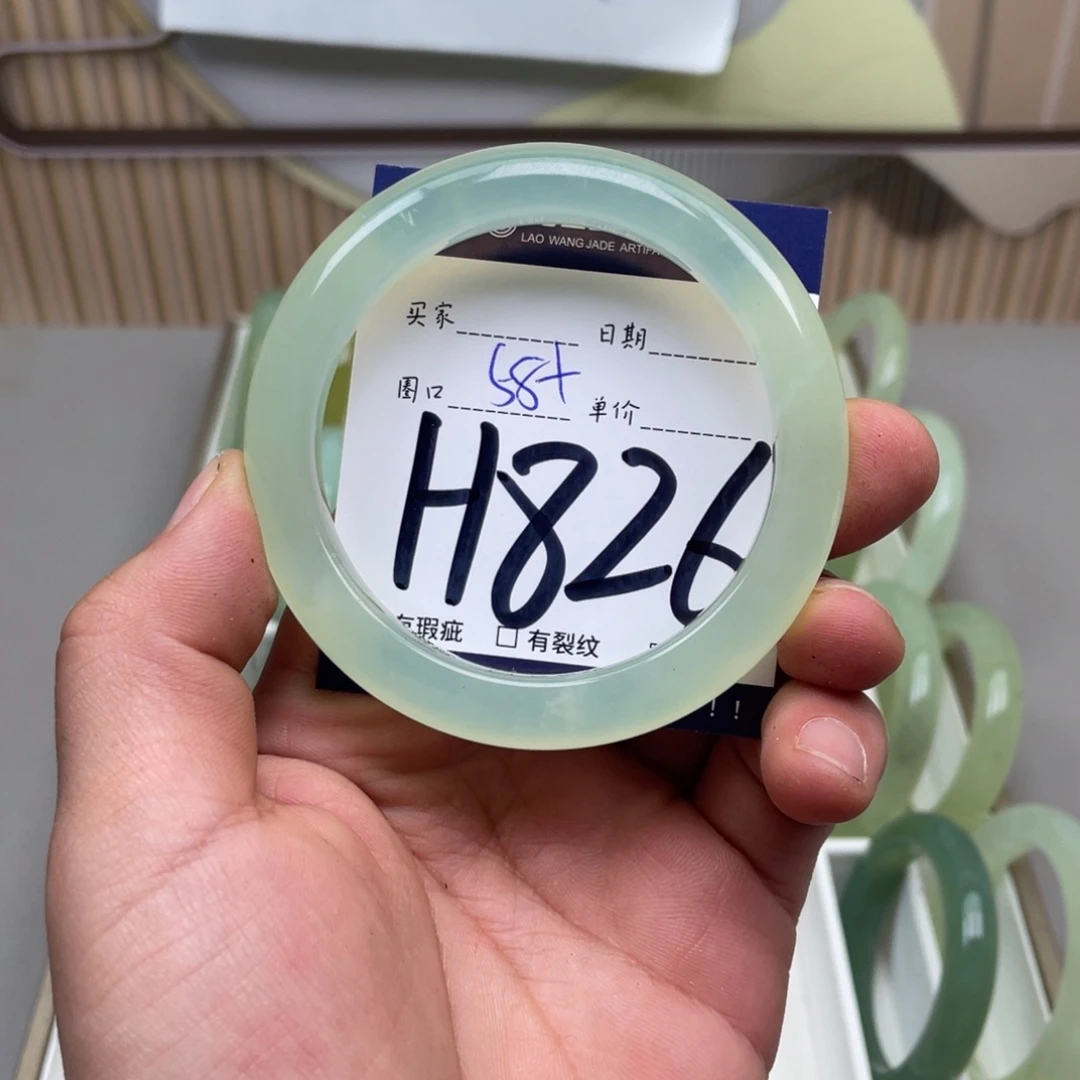 LAO WANG JADE ARTIFA
买家 日期
圈口 58+ 单价
H826
有瑕疵 □ 有裂纹
!!